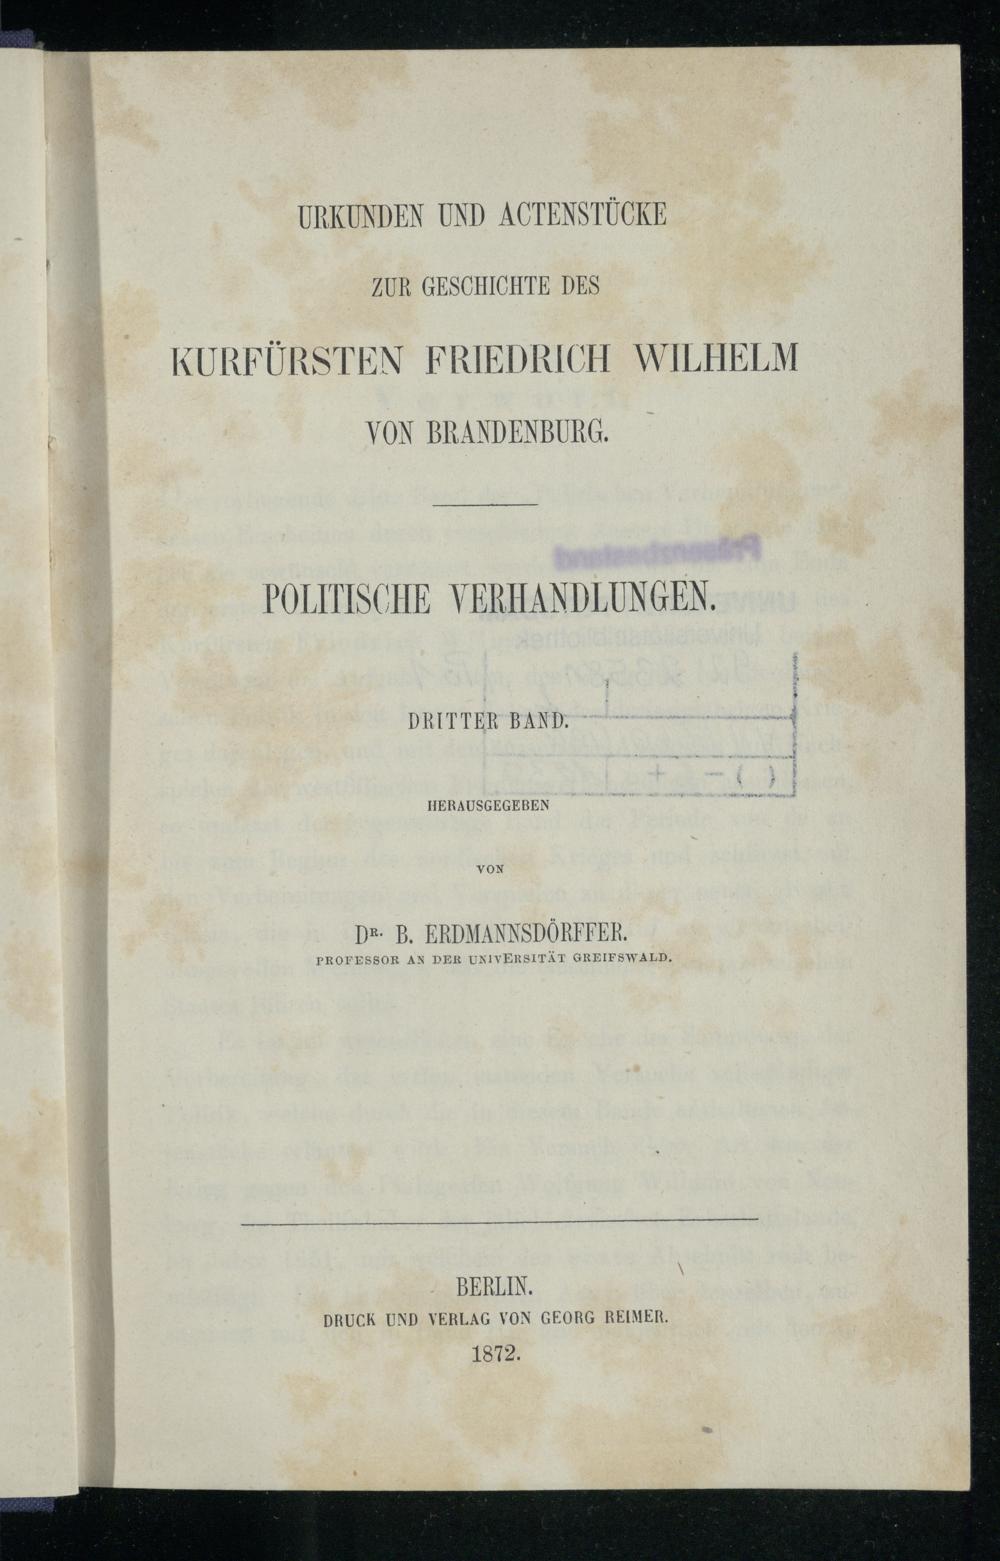 URKUNDEN UND ACTENSTÜCKE
ZUR GESCHICHTE DES
KURFÜRSTEN FRIEDRICH WILHELM
VON BRANDENBURG.
POLITISCHE VERHANDLUNGEN.
DRITTER BAND.
HERAUSGEGEBEN
VON
DR. B. ERDMANNSDÖRFFER.
PROFESSOR AN DER UNIVERSITÄT GREIFSWALD.
BERLIN.
DRUCK UND VERLAG VON GEORG REIMER.
1872.